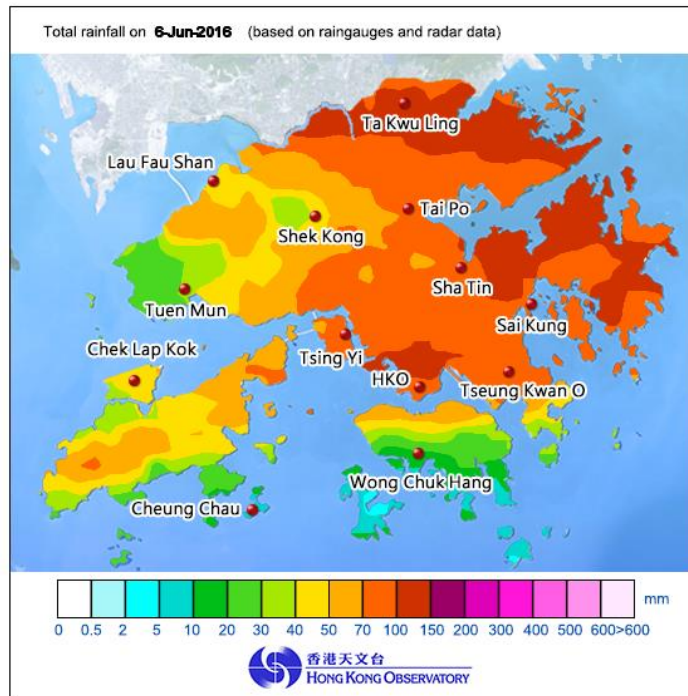 Total rainfall on 6-Jun-2016 (based on raingauges and radar data)
Ta Kwu Ling
Lau Fau Shan
Tai Po
Shek Kong
Sha Tin
Tuen Mun
Sai Kung
Chek Lap Kok
Tsing Yi
HKO
Tseung Kwan O
Wong Chuk Hang
Cheung Chau
mm
0 0.5 2 5 10 20 30 40 50 70 100 150 200 300 400 500 600>600
香港天文台
HONG KONG OBSERVATORY